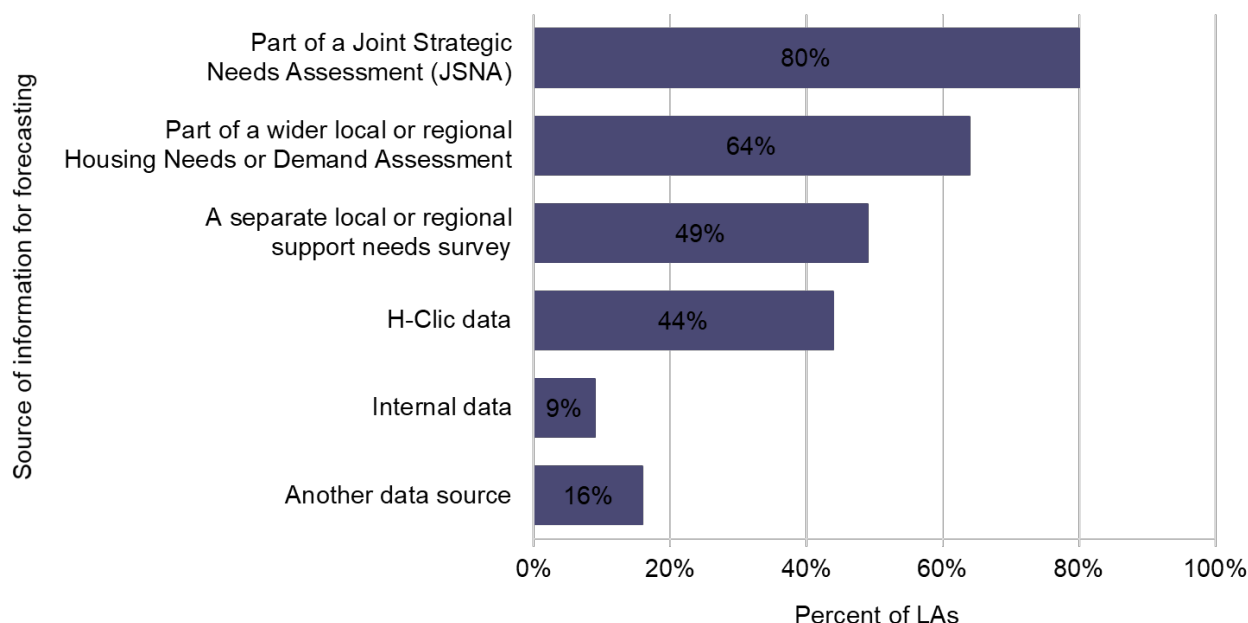 Source of information for forecasting
Part of a Joint Strategic
Needs Assessment (JSNA)
80%
Part of a wider local or regional
Housing Needs or Demand Assessment
64%
A separate local or regional
support needs survey
49%
H-Clic data
44%
Internal data
9%
Another data source
16%
0% 20% 40% 60% 80% 100%
Percent of LAs